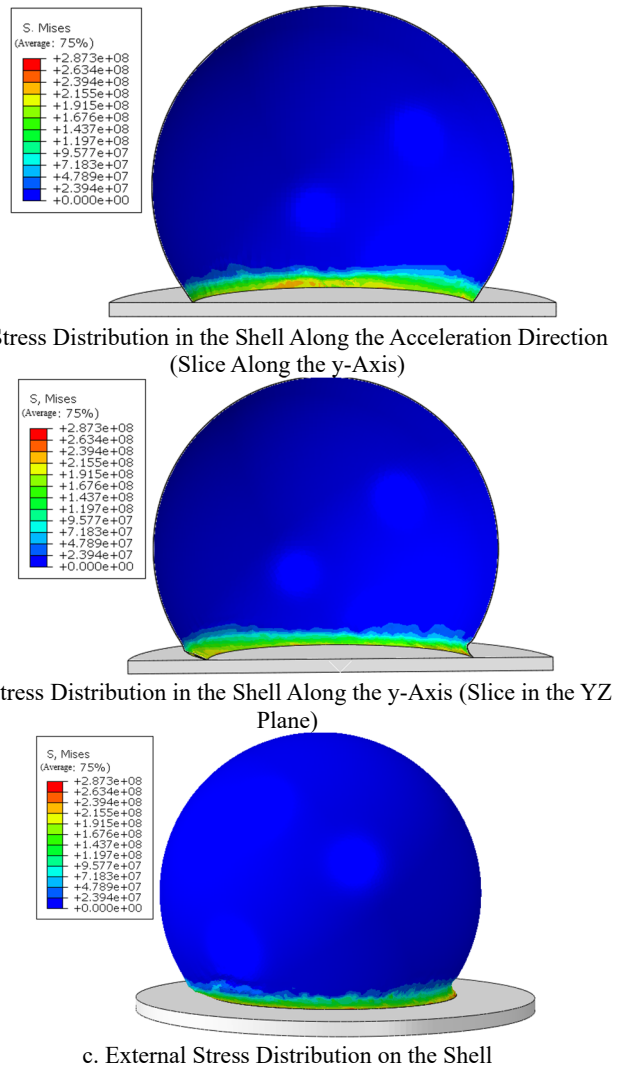 S. Mises
(Average: 75%)
+2.873e+08
+2.634e+08
+2.394e+08
+2.155e+08
+1.915e+08
+1.676e+08
+1.437e+08
+1.197e+08
+9.577e+07
+7.183e+07
+4.789e+07
+2.394e+07
+0.000e+00
Stress Distribution in the Shell Along the Acceleration Direction
(Slice Along the y-Axis)
S, Mises
(Average: 75%)
+2.873e+08
+2.634e+08
+2.394e+08
+2.155e+08
+1.915e+08
+1.676e+08
+1.437e+08
+1.197e+08
+9.577e+07
+7.183e+07
+4.789e+07
+2.394e+07
+0.000e+00
tress Distribution in the Shell Along the y-Axis (Slice in the YZ
Plane)
S, Mises
(Average: 75%)
+2.873e+08
+2.634e+08
+2.394e+08
+2.155e+08
+1.915e+08
+1.676e+08
+1.437e+08
+1.197e+08
+9.577e+07
+7.183e+07
+4.789e+07
+2.394e+07
+0.000e+00
c. External Stress Distribution on the Shell